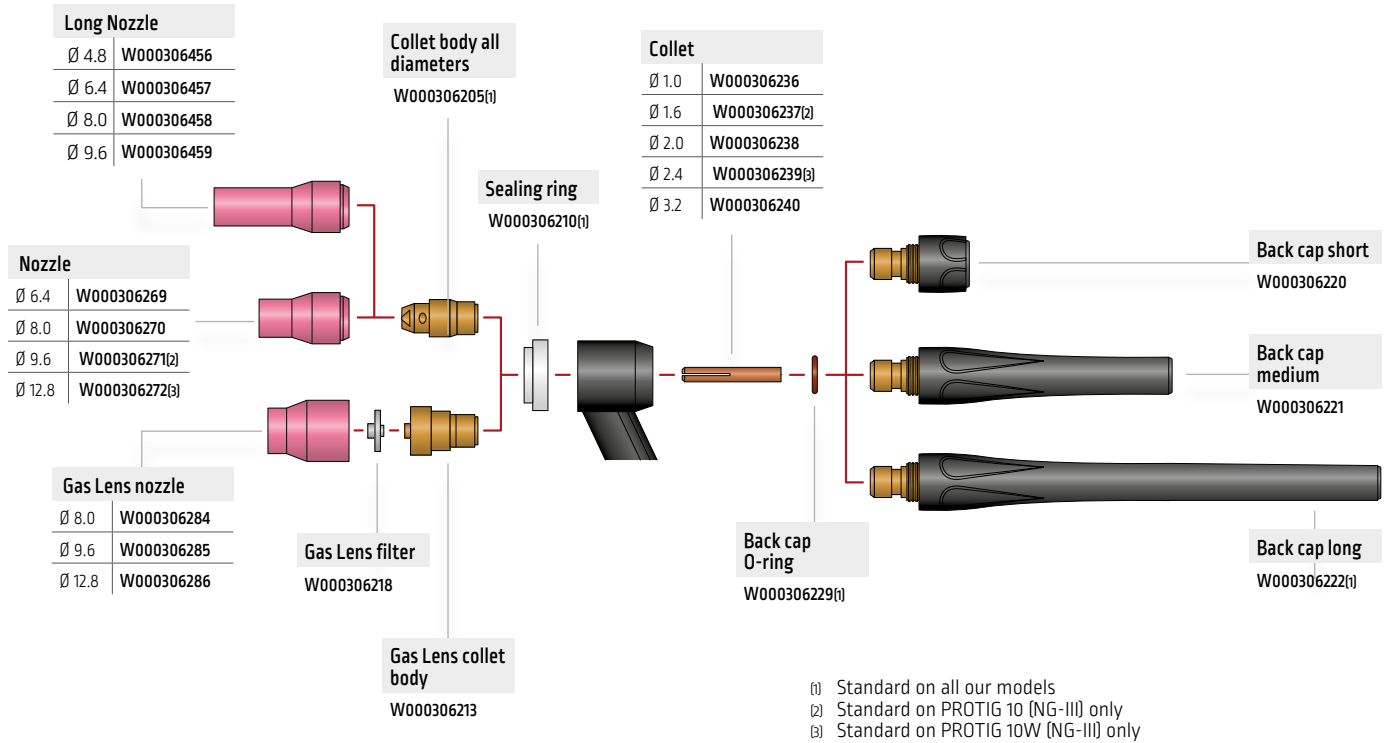 Long Nozzle
Ø 4.8 W000306456
Ø 6.4 W000306457
Ø 8.0 W000306458
Ø 9.6 W000306459
Collet body all
diameters
W000306205(1)
Collet
Ø 1.0 W000306236
Ø 1.6 W000306237(2)
Ø 2.0 W000306238
Ø 2.4 W000306239(3)
Ø 3.2 W000306240
Sealing ring
W000306210(1)
Nozzle
Ø 6.4 W000306269
Ø 8.0 W000306270
Ø 9.6 W000306271(2)
Ø 12.8 W000306272(3)
Back cap short
W000306220
Back cap
medium
W000306221
Gas Lens nozzle
Ø 8.0 W000306284
Ø 9.6 W000306285
Ø 12.8 W000306286
Gas Lens filter
W000306218
Back cap
O-ring
W000306229(1)
Back cap long
W000306222(1)
Gas Lens collet
body
W000306213
(1) Standard on all our models
(2) Standard on PROTIG 10 (NG-III) only
(3) Standard on PROTIG 10W (NG-III) only